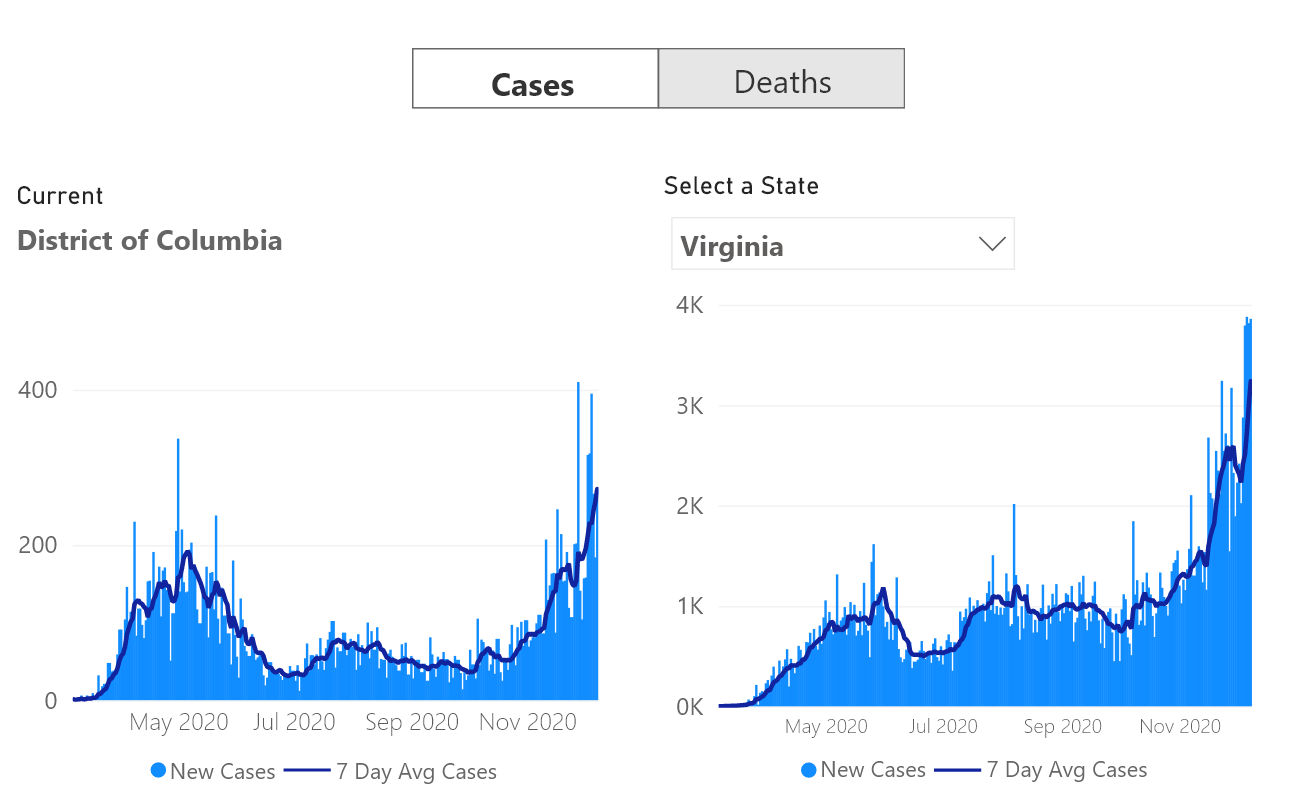 Cases
Deaths
Current
District of Columbia
400
200
0
May 2020 Jul 2020 Sep 2020 Nov 2020
New Cases 7 Day Avg Cases
Select a State
Virginia
4K
3K
2K
1K
0K
May 2020 Jul 2020 Sep 2020 Nov 2020
New Cases 7 Day Avg Cases